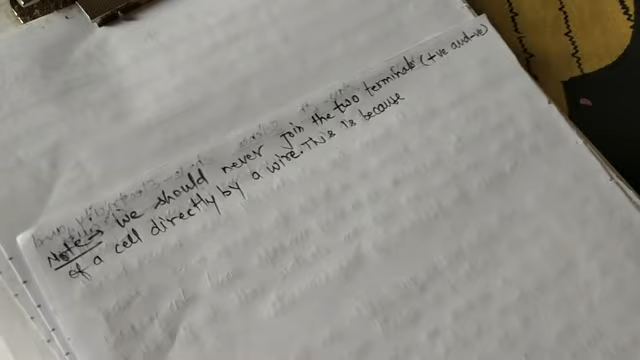 Note→ We should never join the two terminals (+ve and -ve)
of a cell directly by a wire. This is because